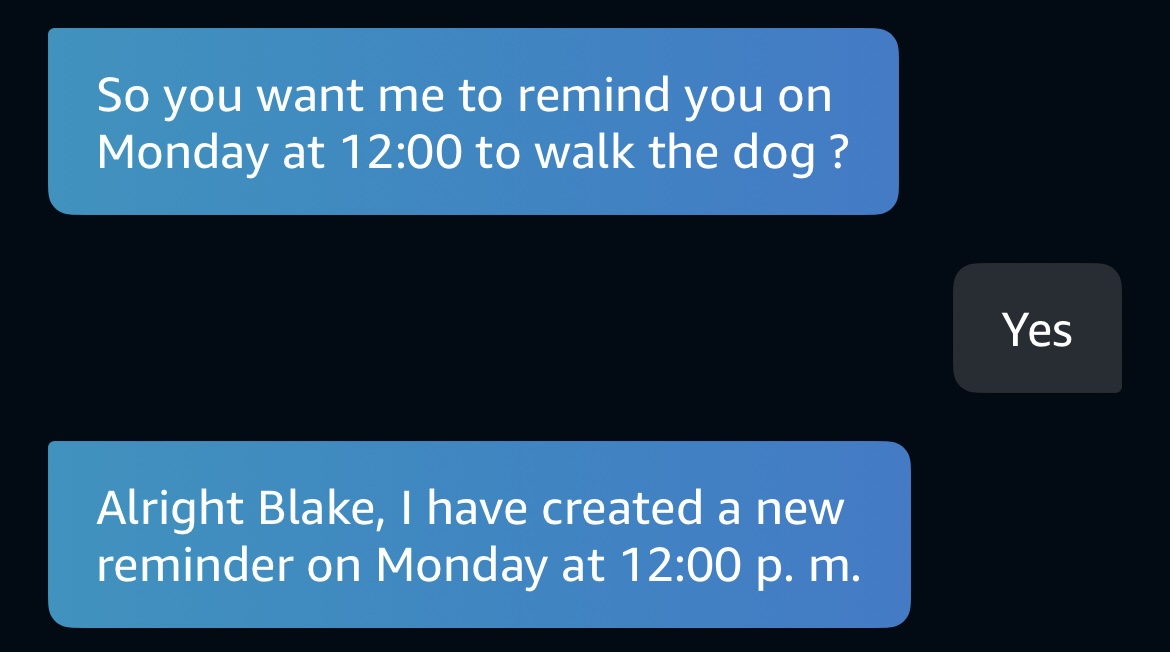 So you want me to remind you on
Monday at 12:00 to walk the dog ?
Yes
Alright Blake, I have created a new
reminder on Monday at 12:00 p. m.